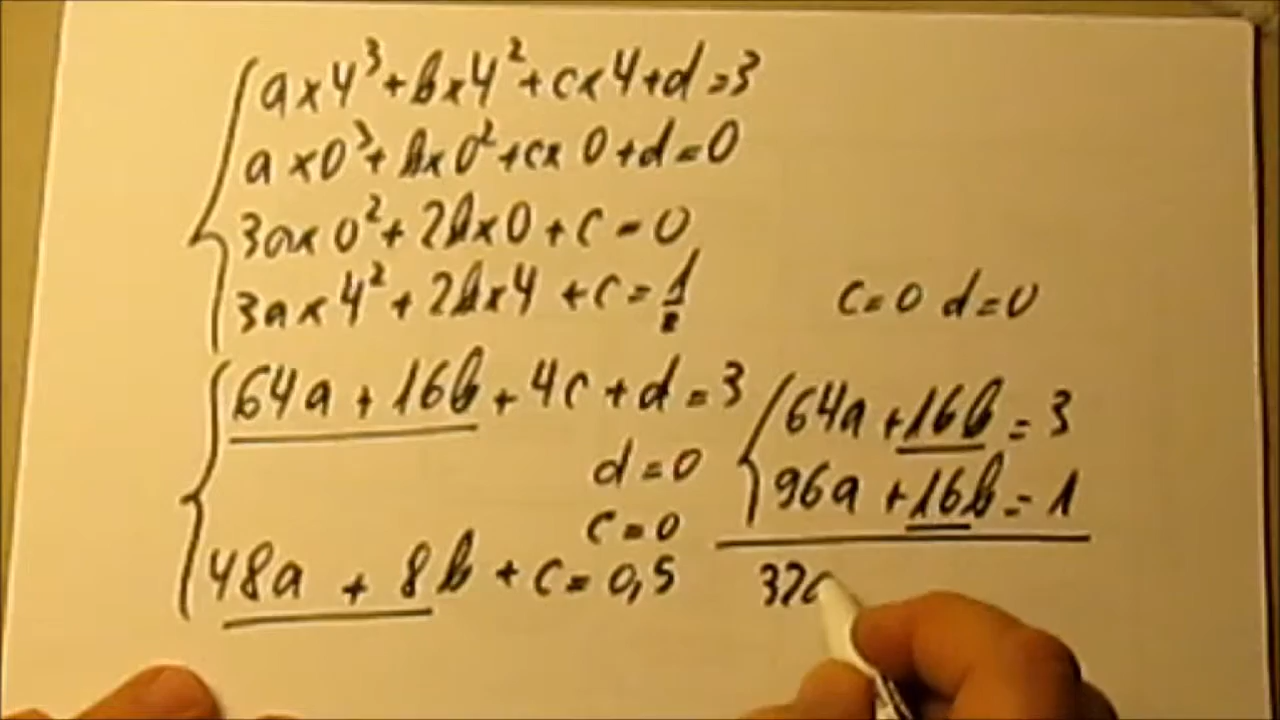 a×4³+b×4²+c×4+d=3
a×0³+b×0²+c×0+d=0
3a×0²+2b×0+c=0
3a×4²+2b×4+c=1/2
c=0 d=0
64a+16b+4c+d=3
d=0
c=0
48a+8b+c=0,5
64a+16b=3
96a+16b=1
32a